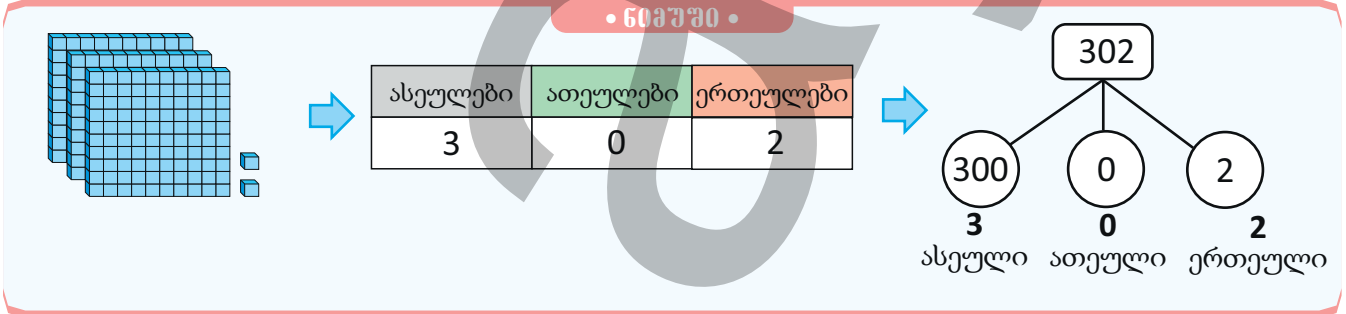 • ნიმუში •
ასეულები ათეულები ერთეულები
3 0 2
302
300 0 2
3 0 2
ასეული ათეული ერთეული